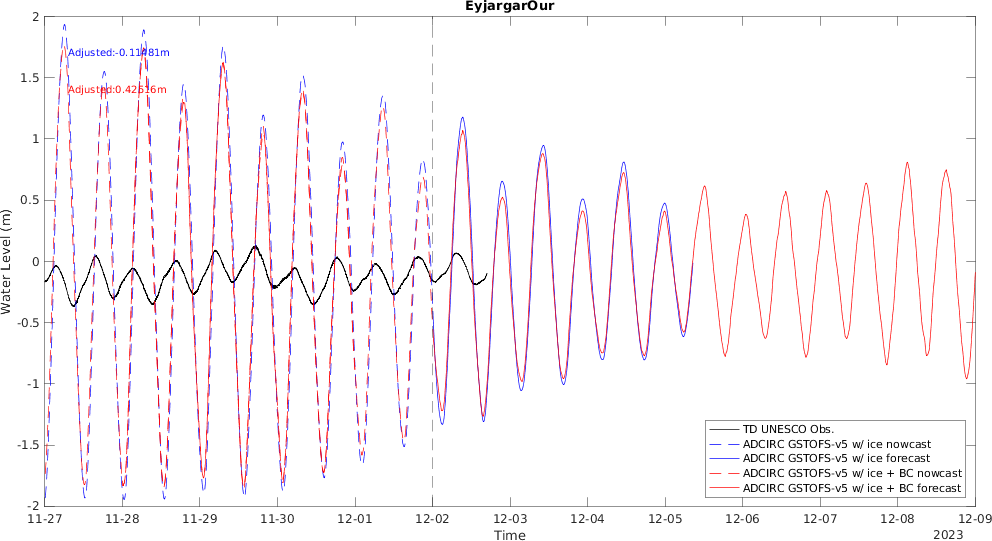 EyjargarOur
2
1.5
1
0.5
0
-0.5
-1
-1.5
-2
Water Level (m)
Adjusted:-0.11481m
Adjusted:0.42616m
TD UNESCO Obs.
ADCIRC GSTOFS-v5 w/ ice nowcast
ADCIRC GSTOFS-v5 w/ ice forecast
ADCIRC GSTOFS-v5 w/ ice + BC nowcast
ADCIRC GSTOFS-v5 w/ ice + BC forecast
11-27 11-28 11-29 11-30 12-01 12-02 12-03 12-04 12-05 12-06 12-07 12-08 12-09
Time
2023